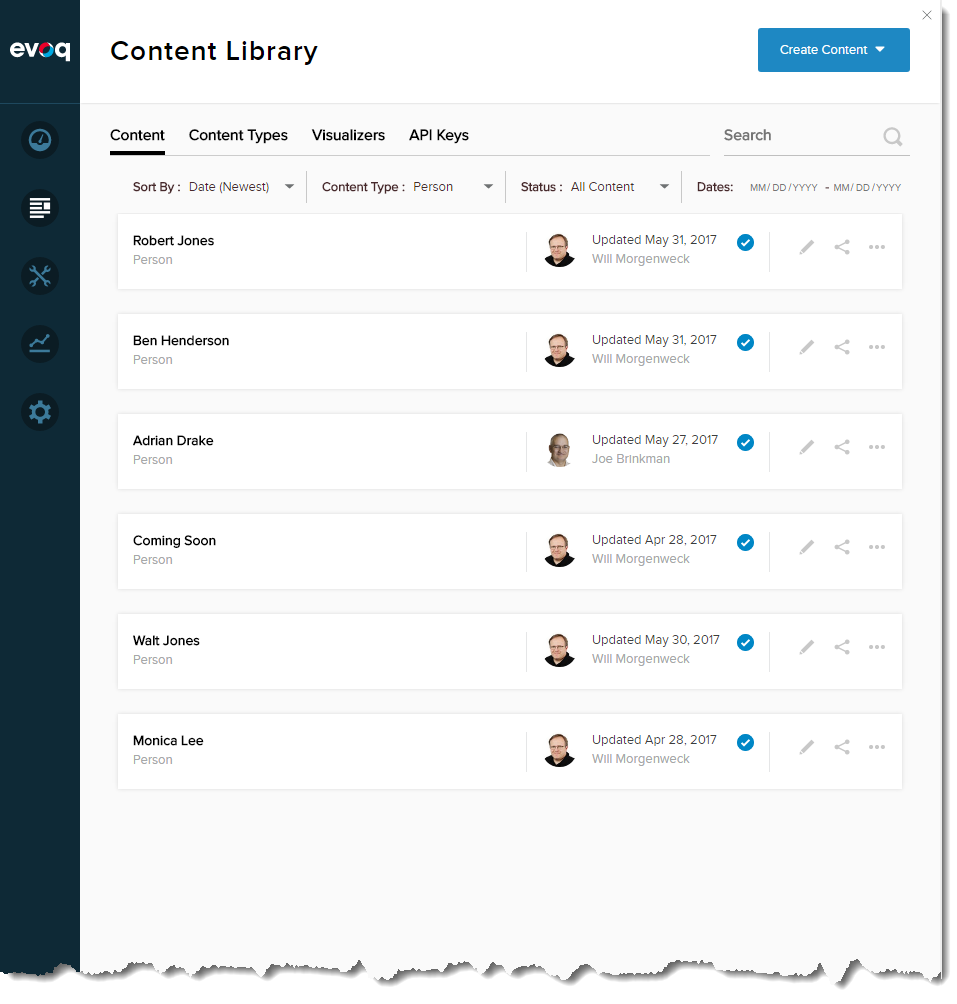 evoq
Content Library
Create Content
Content Content Types Visualizers API Keys Search
Sort By : Date (Newest) Content Type : Person Status : All Content Dates: MM/ DD /YYYY - MM/ DD /YYYY
Robert Jones
Person
Updated May 31, 2017
Will Morgenweck
Ben Henderson
Person
Updated May 31, 2017
Will Morgenweck
Adrian Drake
Person
Updated May 27, 2017
Joe Brinkman
Coming Soon
Person
Updated Apr 28, 2017
Will Morgenweck
Walt Jones
Person
Updated May 30, 2017
Will Morgenweck
Monica Lee
Person
Updated Apr 28, 2017
Will Morgenweck